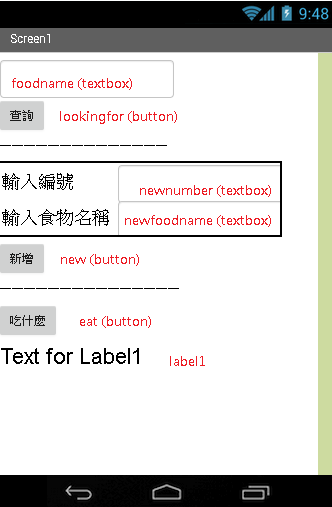 9:48
Screen1
foodname (textbox)
查詢 lookingfor (button)
----------------
輸入編號 newnumber (textbox)
輸入食物名稱 newfoodname (textbox)
新增 new (button)
-----------------
吃什麼 eat (button)
Text for Label1 label1